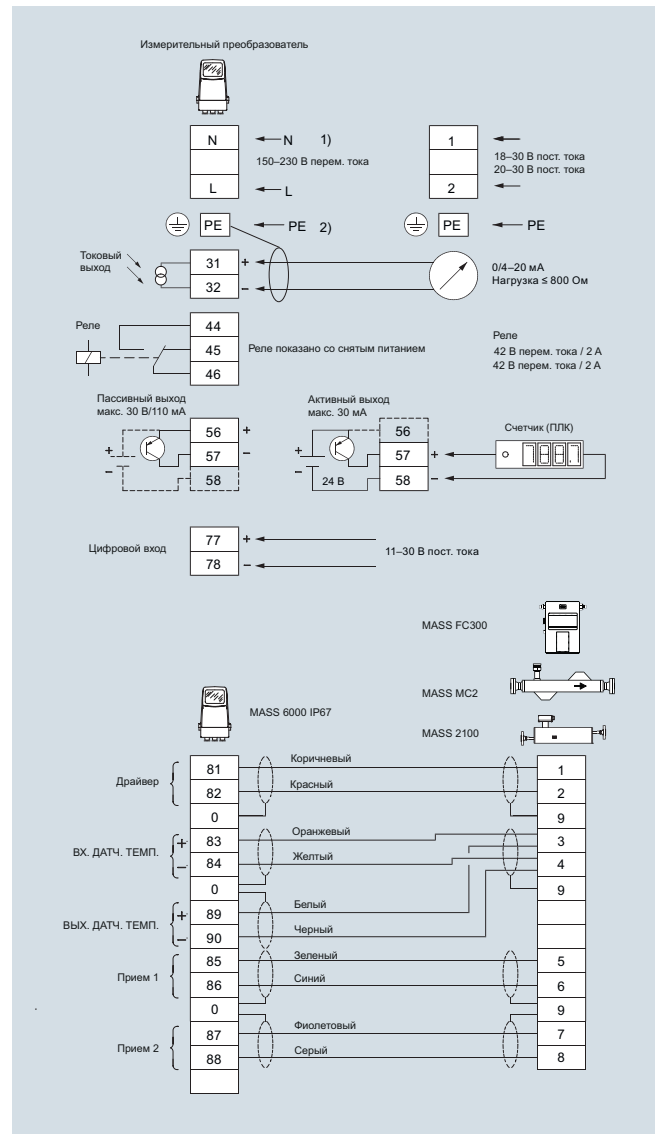 Измерительный преобразователь
N
N 1)
150–230 В перем. тока
L
L
PE
PE 2)
1
18–30 В пост. тока
20–30 В пост. тока
2
PE
PE
Токовый
выход
31
+
32
–
0/4–20 мА
Нагрузка ≤ 800 Ом
Реле
44
45
46
Реле показано со снятым питанием
Реле
42 В перем. тока / 2 А
42 В перем. тока / 2 А
Пассивный выход
макс. 30 В/110 мА
+
–
56
+
57
–
58
Активный выход
макс. 30 мА
+
–
24 В
56
57
+
58
–
Счетчик (ПЛК)
Цифровой вход
77
+
78
–
11–30 В пост. тока
MASS FC300
MASS MC2
MASS 2100
MASS 6000 IP67
Драйвер
81
Коричневый
1
82
Красный
2
0
9
ВХ. ДАТЧ. ТЕМП.
+
83
Оранжевый
3
–
84
Желтый
4
0
9
ВЫХ. ДАТЧ. ТЕМП.
+
89
Белый
–
90
Черный
Прием 1
85
Зеленый
5
86
Синий
6
0
9
Прием 2
87
Фиолетовый
7
88
Серый
8